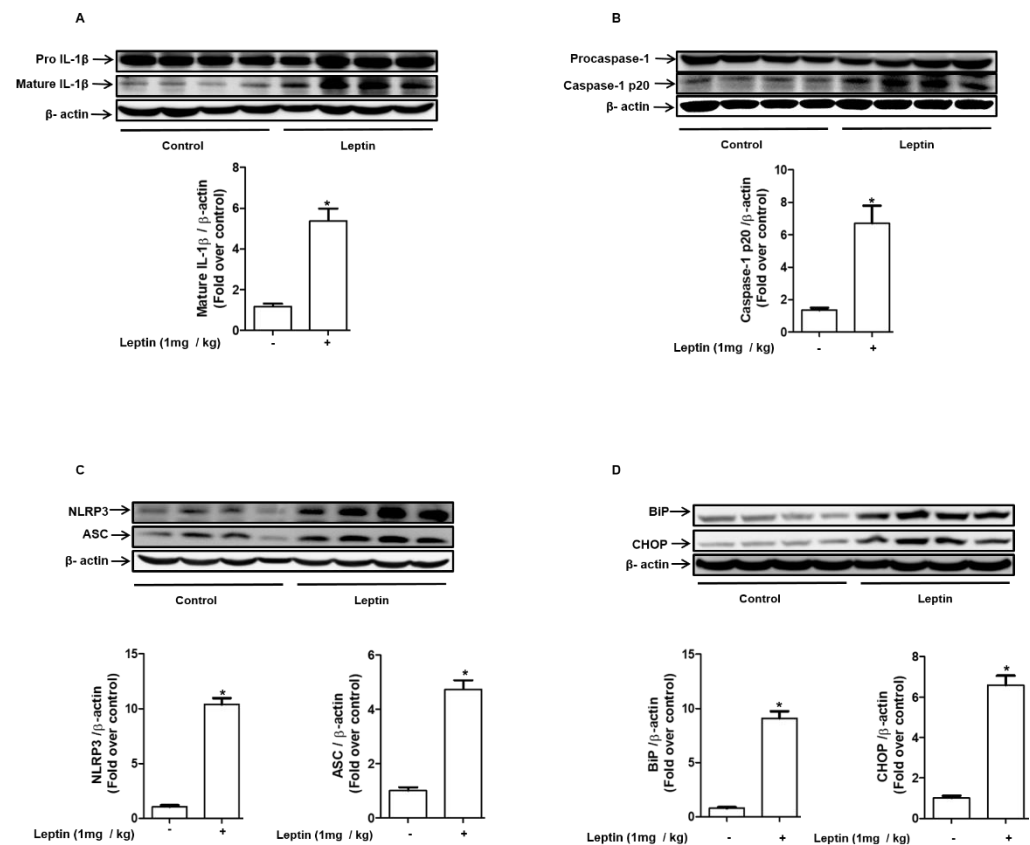 A
Pro IL-1β
Mature IL-1β
β- actin
Control
Leptin
Mature IL-1β / β-actin
(Fold over control)
8
6
4
2
0
*
Leptin (1mg / kg)
-
+
B
Procaspase-1
Caspase-1 p20
β- actin
Control
Leptin
Caspase-1 p20 /β-actin
(Fold over control)
10
8
6
4
2
0
*
Leptin (1mg / kg)
-
+
C
NLRP3
ASC
β- actin
Control
Leptin
NLRP3 /β-actin
(Fold over control)
15
10
5
0
*
Leptin (1mg / kg)
-
+
ASC / β-actin
(Fold over control)
6
4
2
0
*
Leptin (1mg / kg)
-
+
D
BiP
CHOP
β- actin
Control
Leptin
BiP /β-actin
(Fold over control)
15
10
5
0
*
Leptin (1mg / kg)
-
+
CHOP /β-actin
(Fold over control)
8
6
4
2
0
*
Leptin (1mg / kg)
-
+